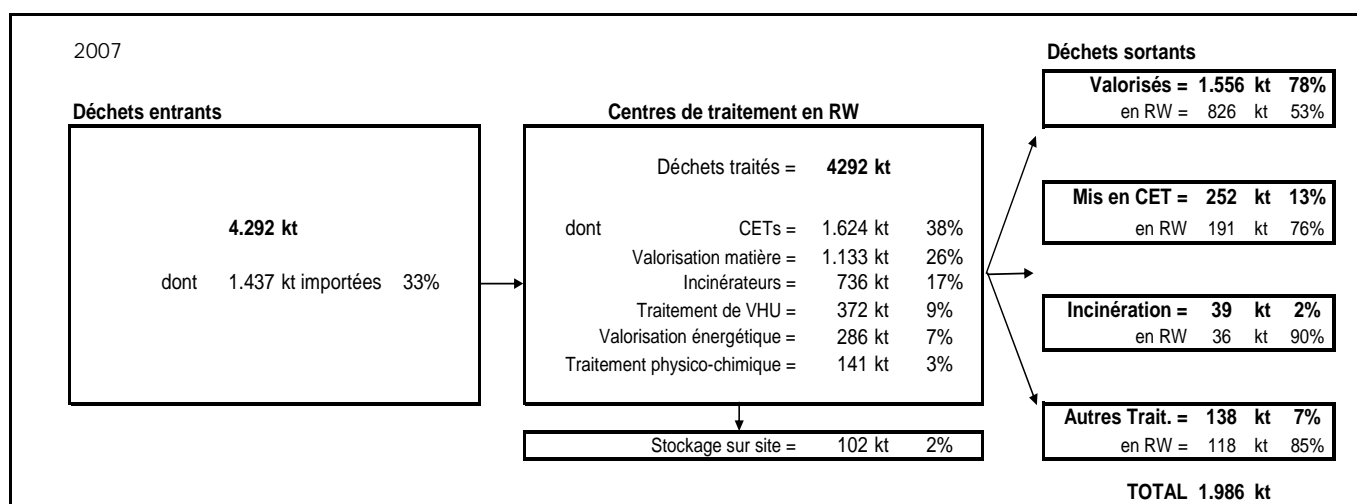 2007
Déchets entrants
4.292 kt
dont 1.437 kt importées 33%
Centres de traitement en RW
Déchets traités = 4292 kt
dont CETs = 1.624 kt 38%
Valorisation matière = 1.133 kt 26%
Incinérateurs = 736 kt 17%
Traitement de VHU = 372 kt 9%
Valorisation énergétique = 286 kt 7%
Traitement physico-chimique = 141 kt 3%
Stockage sur site = 102 kt 2%
Déchets sortants
Valorisés = 1.556 kt 78%
en RW = 826 kt 53%
Mis en CET = 252 kt 13%
en RW 191 kt 76%
Incinération = 39 kt 2%
en RW 36 kt 90%
Autres Trait. = 138 kt 7%
en RW = 118 kt 85%
TOTAL 1.986 kt